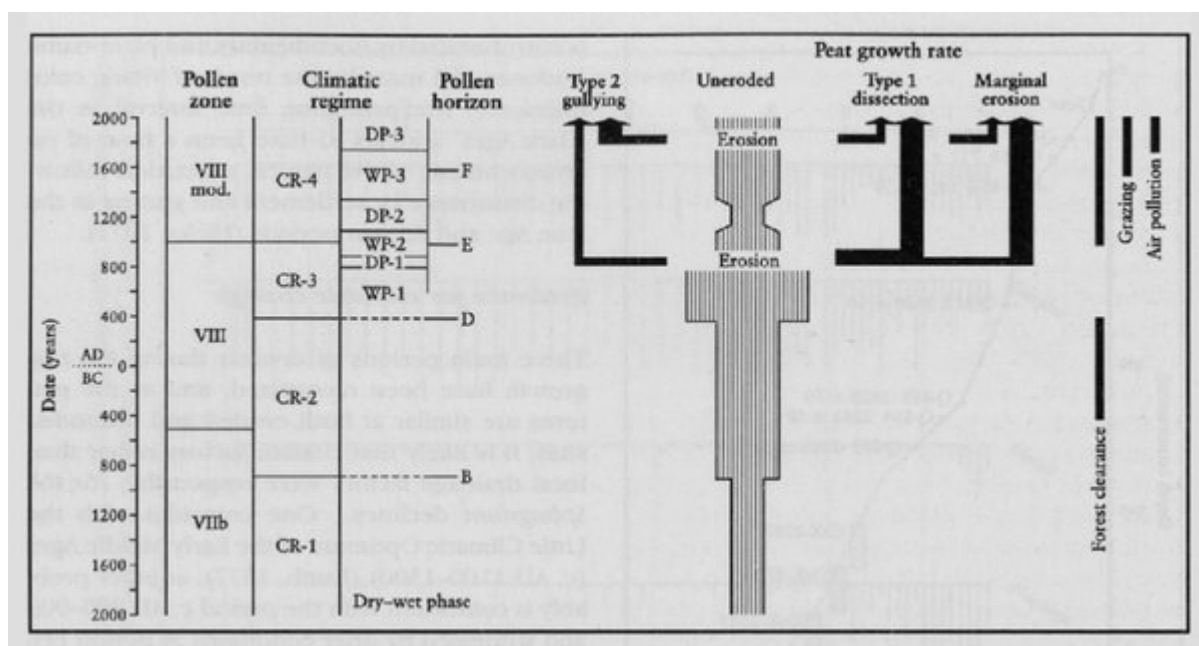 Peat growth rate
Pollen zone
Climatic regime
Pollen horizon
Type 2 gullying
Uneroded
Type 1 dissection
Marginal erosion
2000
1600
1200
800
400
0
400
800
1200
1600
2000
Date (years)
AD
BC
VIII mod.
VIII
VIIb
CR-4
CR-3
CR-2
CR-1
DP-3
WP-3
DP-2
WP-2
DP-1
WP-1
Dry–wet phase
F
E
D
B
Erosion
Erosion
Forest clearance
Grazing
Air pollution